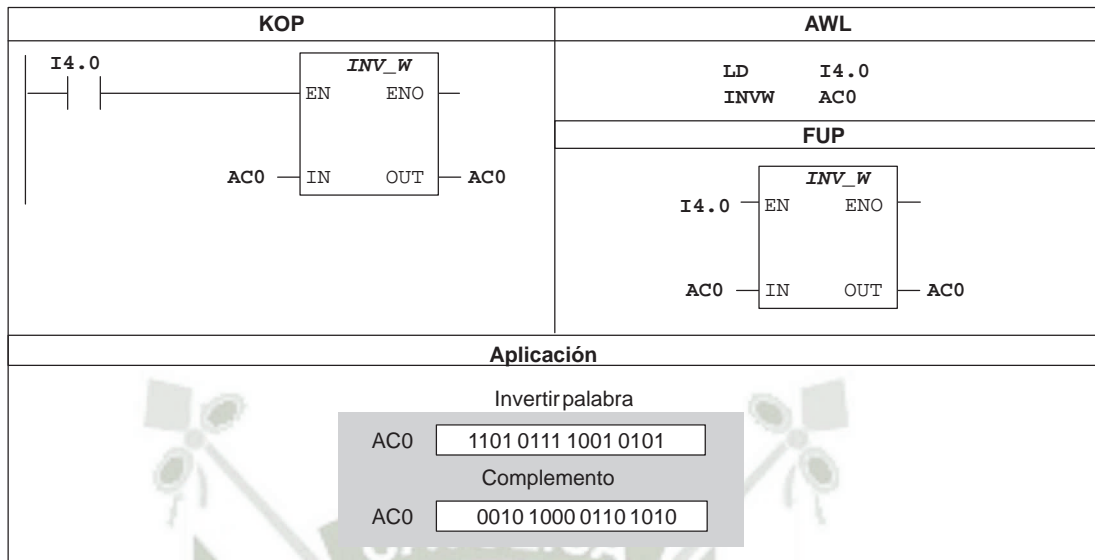 KOP
I4.0
INV_W
EN ENO
AC0 IN OUT AC0
AWL
LD I4.0
INVW AC0
FUP
INV_W
I4.0 EN ENO
AC0 IN OUT AC0
Aplicación
Invertir palabra
AC0 1101 0111 1001 0101
Complemento
AC0 0010 1000 0110 1010